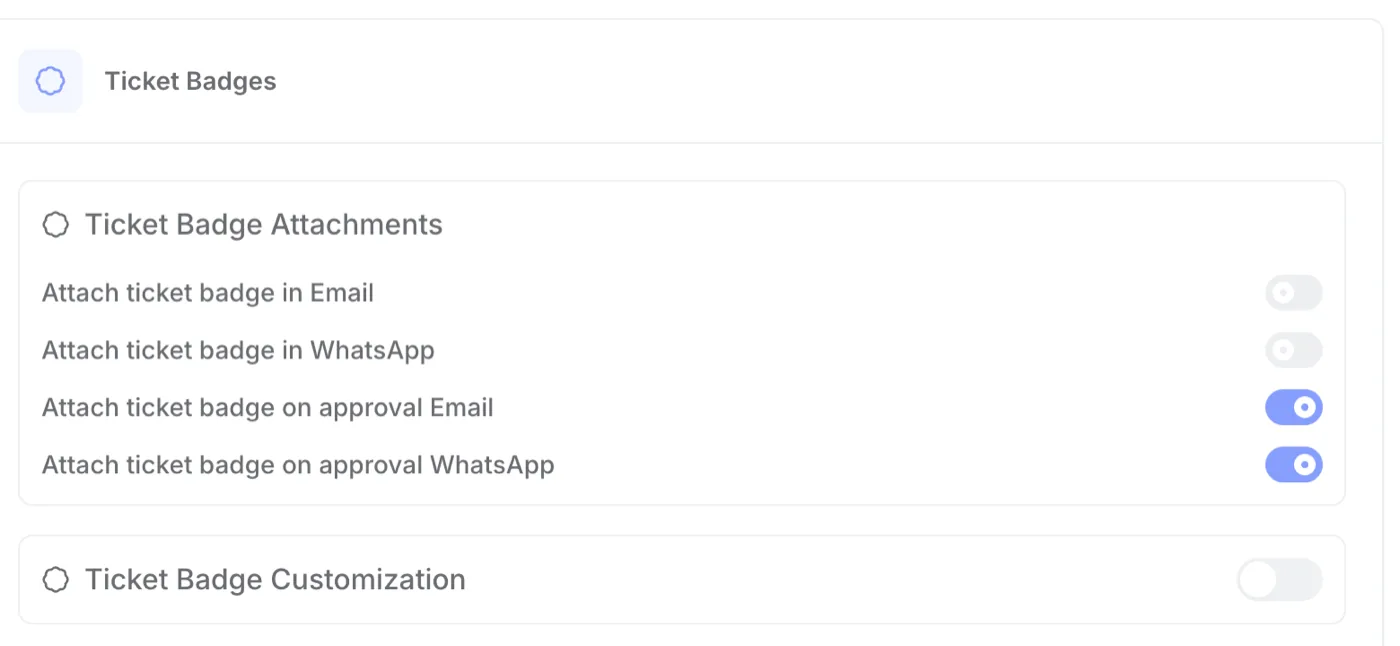 Ticket Badges
Ticket Badge Attachments
Attach ticket badge in Email
Attach ticket badge in WhatsApp
Attach ticket badge on approval Email
Attach ticket badge on approval WhatsApp
Ticket Badge Customization